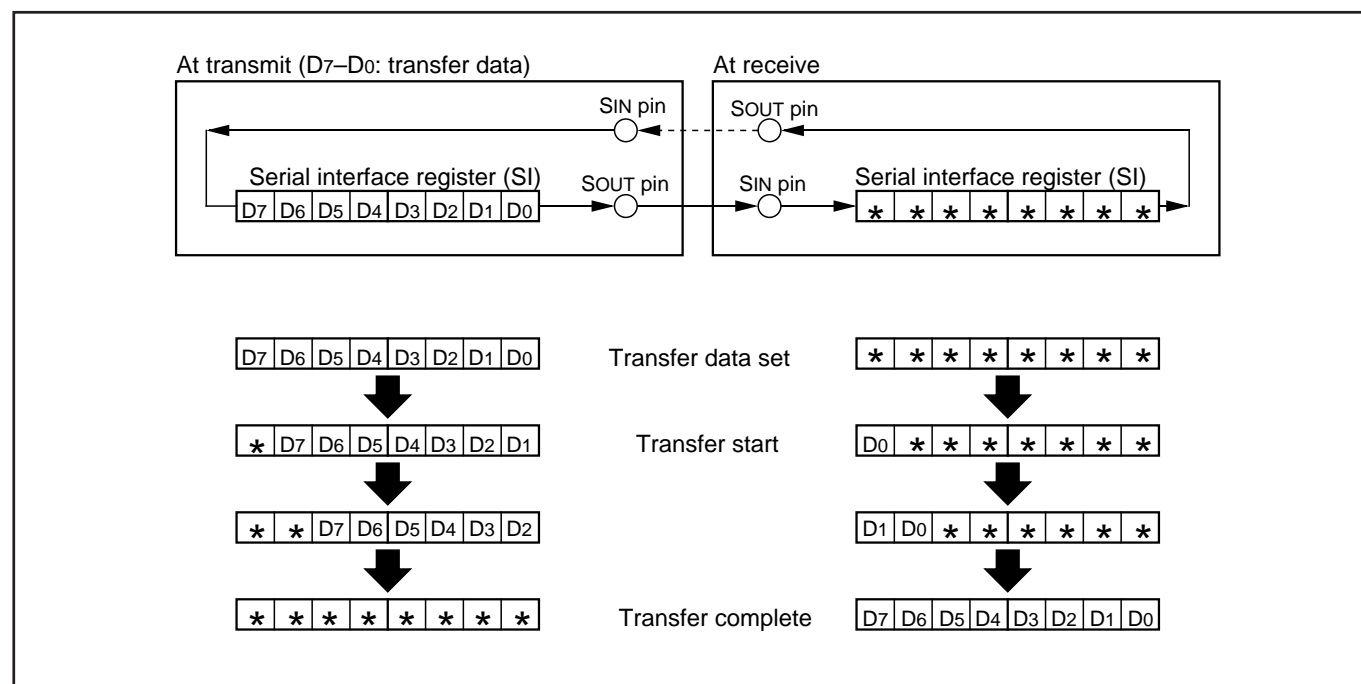 At transmit (D7–D0: transfer data)
At receive
SIN pin
SOUT pin
Serial interface register (SI)
SOUT pin
SIN pin
Serial interface register (SI)
D7 D6 D5 D4 D3 D2 D1 D0
* * * * * * * *
D7 D6 D5 D4 D3 D2 D1 D0
Transfer data set
* * * * * * * *
* D7 D6 D5 D4 D3 D2 D1
Transfer start
D0 * * * * * * *
* * D7 D6 D5 D4 D3 D2
D1 D0 * * * * * *
* * * * * * * *
Transfer complete
D7 D6 D5 D4 D3 D2 D1 D0